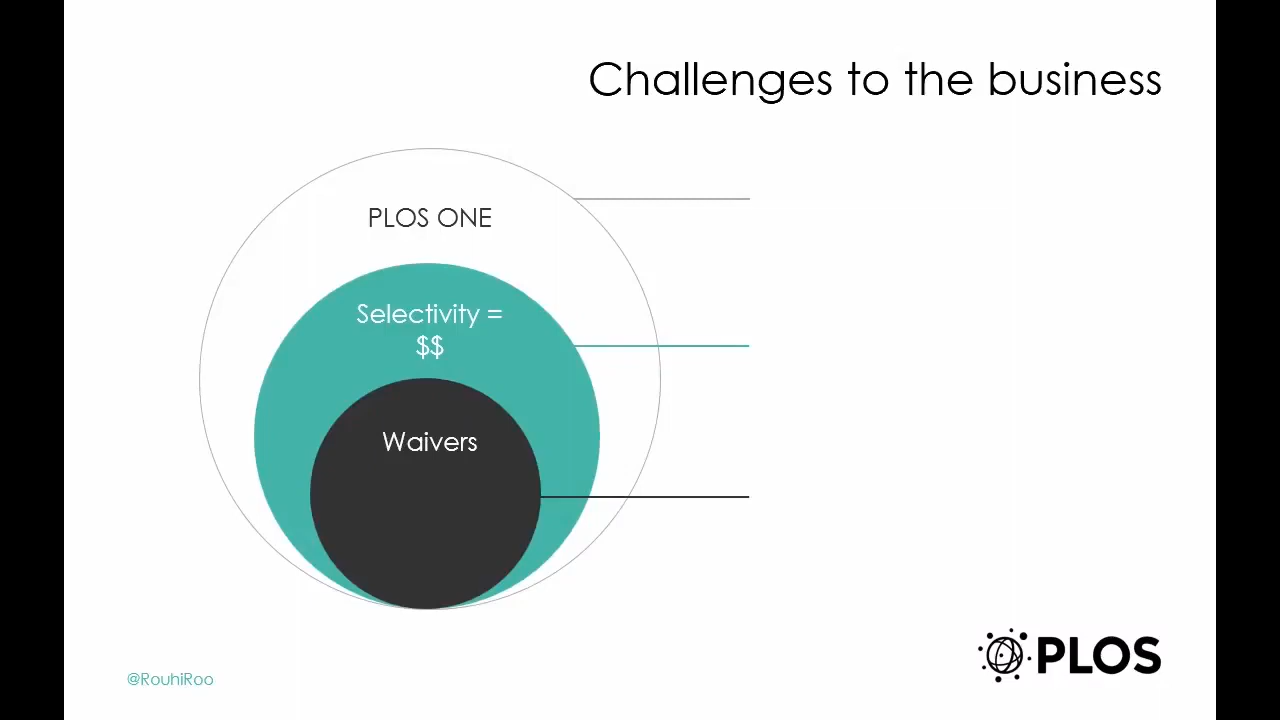 Challenges to the business
PLOS ONE
Selectivity =
$$
Waivers
PLOS
@RouhiRoo